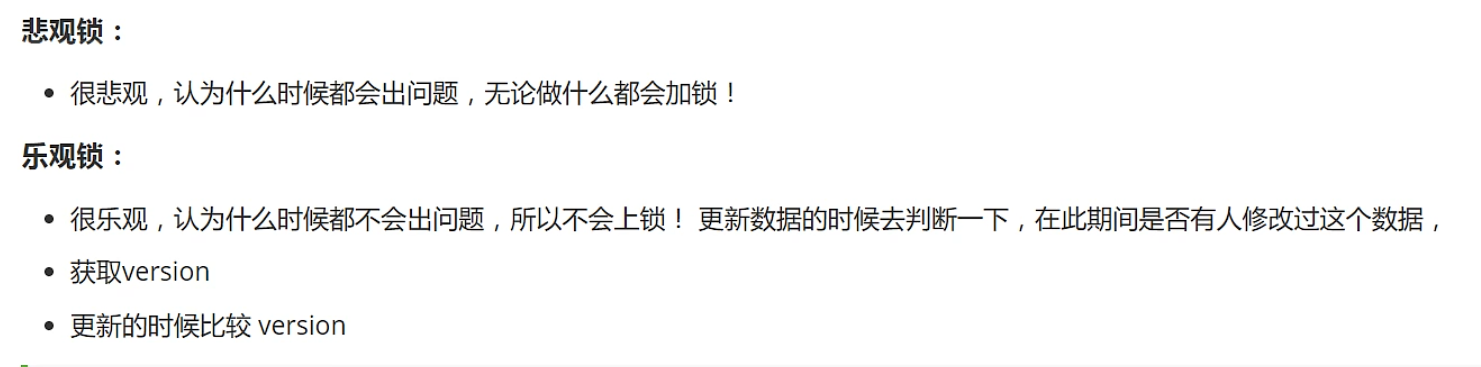 悲观锁：
很悲观，认为什么时候都会出问题，无论做什么都会加锁！
乐观锁：
很乐观，认为什么时候都不会出问题，所以不会上锁！ 更新数据的时候去判断一下，在此期间是否有人修改过这个数据，
获取version
更新的时候比较 version